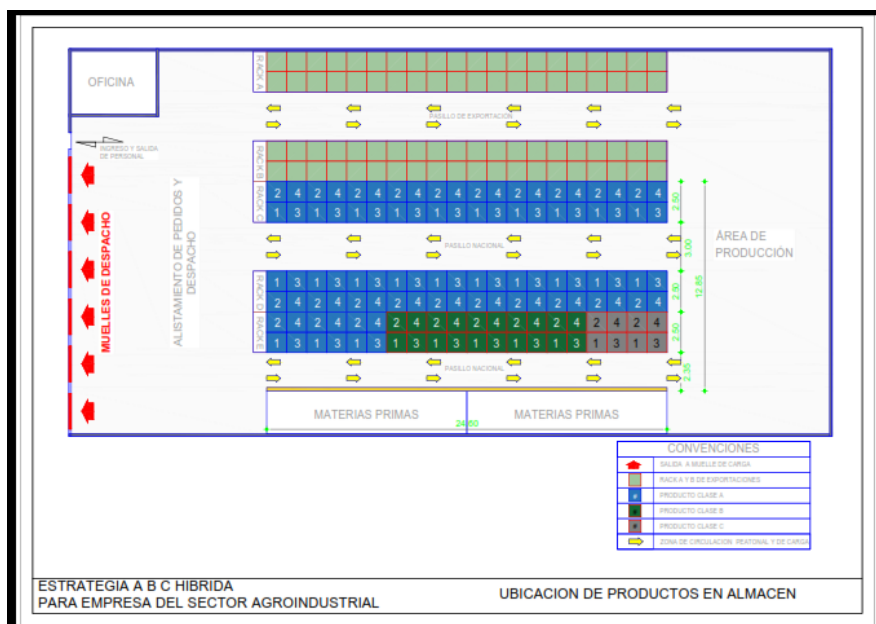 OFICINA
RACK A
PASILLO DE EXPORTACIÓN
INGRESO Y SALIDA
DE PERSONAL
RACK B
RACK C
2 4 2 4 2 4 2 4 2 4 2 4 2 4 2 4 2 4 2 4
1 3 1 3 1 3 1 3 1 3 1 3 1 3 1 3 1 3 1 3
2.50
MUELLES DE DESPACHO
ALISTAMIENTO DE PEDIDOS Y
DESPACHO
PASILLO NACIONAL
3.00
12.85
ÁREA DE
PRODUCCIÓN
RACK D
1 3 1 3 1 3 1 3 1 3 1 3 1 3 1 3 1 3 1 3
2 4 2 4 2 4 2 4 2 4 2 4 2 4 2 4 2 4 2 4
2.50
RACK E
2 4 2 4 2 4 2 4 2 4 2 4 2 4 2 4 2 4 2 4
1 3 1 3 1 3 1 3 1 3 1 3 1 3 1 3 1 3 1 3
2.50
PASILLO NACIONAL
2.35
MATERIAS PRIMAS
MATERIAS PRIMAS
24.60
CONVENCIONES
SALIDA A MUELLE DE CARGA
RACK A Y B DE EXPORTACIONES
# PRODUCTO CLASE A
# PRODUCTO CLASE B
# PRODUCTO CLASE C
ZONA DE CIRCULACION PEATONAL Y DE CARGA
ESTRATEGIA A B C HIBRIDA
PARA EMPRESA DEL SECTOR AGROINDUSTRIAL
UBICACION DE PRODUCTOS EN ALMACEN